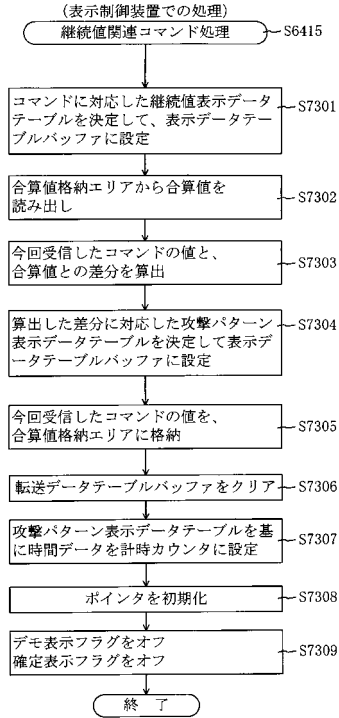 (表示制御装置での処理)
継続値関連コマンド処理
S6415
コマンドに対応した継続値表示データ
テーブルを決定して、表示データテー
ブルバッファに設定
S7301
合算値格納エリアから合算値を
読み出し
S7302
今回受信したコマンドの値と、
合算値との差分を算出
S7303
算出した差分に対応した攻撃パターン
表示データテーブルを決定して表示デ
ータテーブルバッファに設定
S7304
今回受信したコマンドの値を、
合算値格納エリアに格納
S7305
転送データテーブルバッファをクリア
S7306
攻撃パターン表示データテーブルを基
に時間データを計時カウンタに設定
S7307
ポインタを初期化
S7308
デモ表示フラグをオフ
確定表示フラグをオフ
S7309
終 了